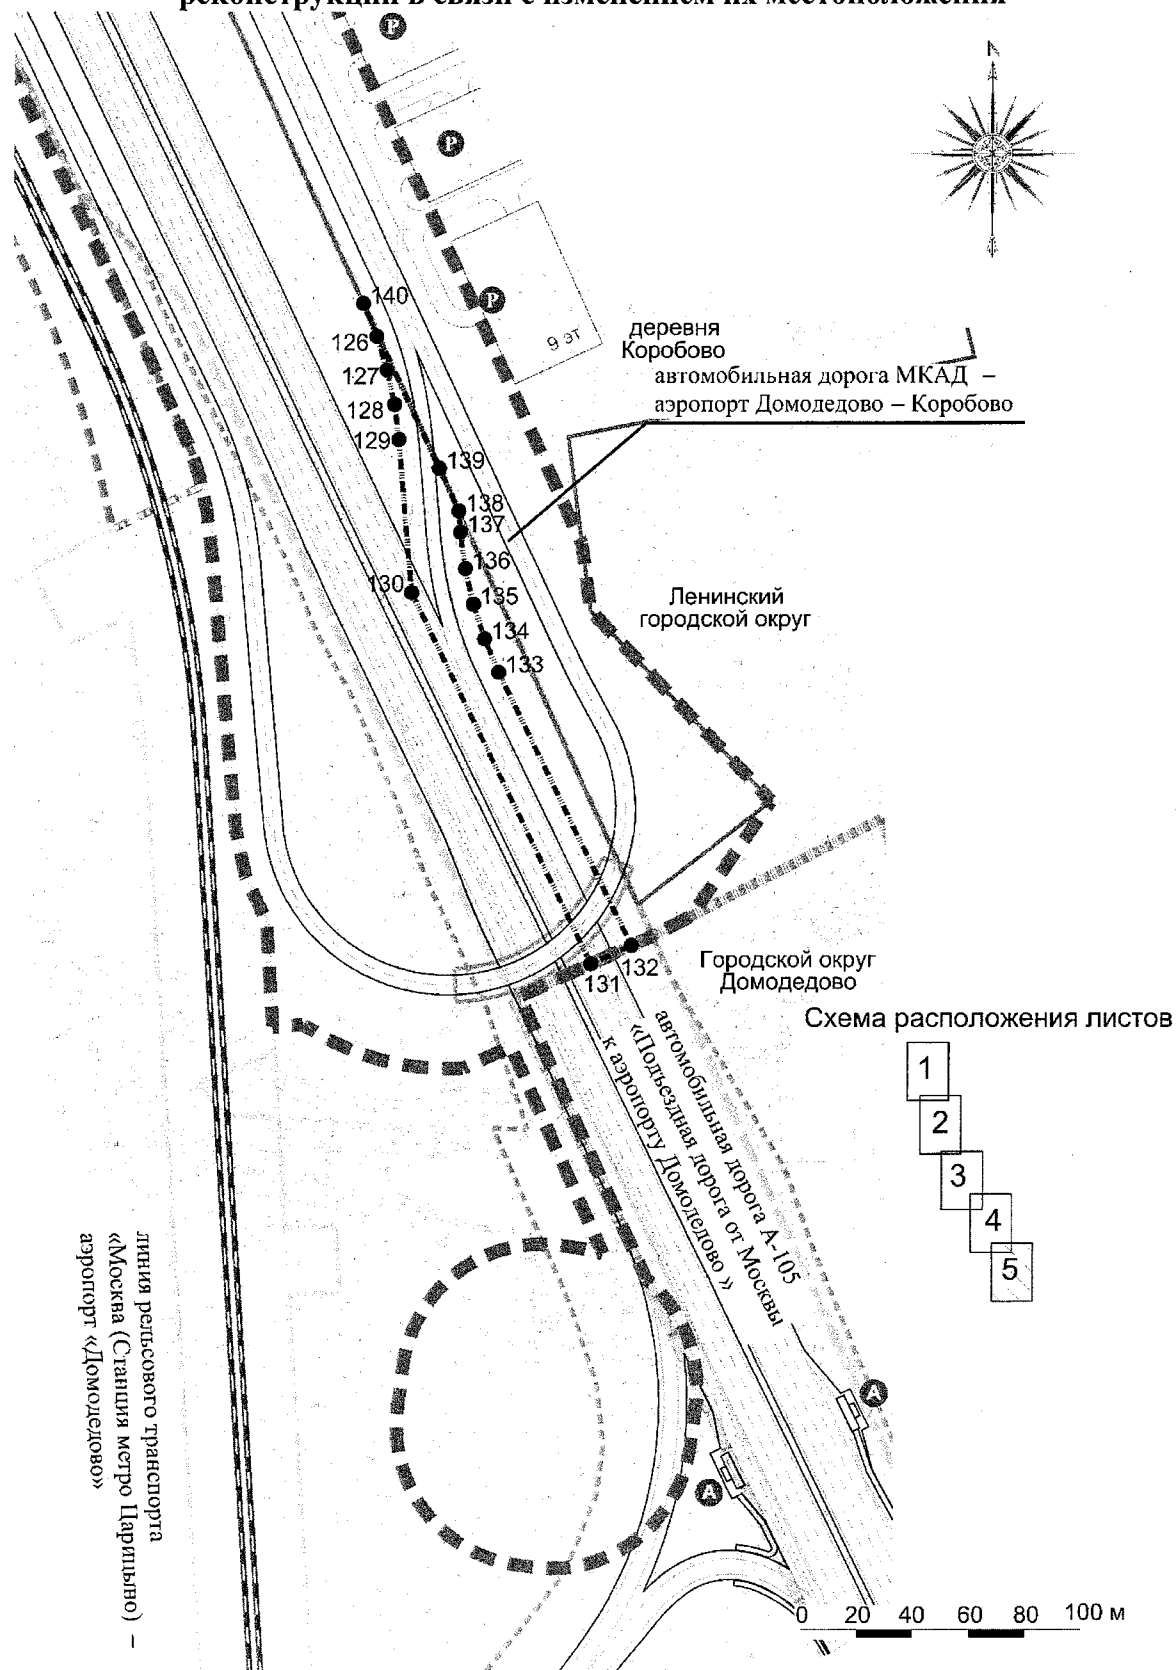 реконструкции в связи с изменением их местоположения
Р
Р
N
Р
140
9 эт
деревня
Коробово
126
127
автомобильная дорога МКАД –
аэропорт Домодедово – Коробово
128
129
139
138
137
136
130
135
Ленинский
городской округ
134
133
132
131
Городской округ
Домодедово
Схема расположения листов
1
2
3
4
5
автомобильная дорога А-105
«Подъездная дорога от Москвы
к аэропорту Домодедово »
линия рельсового транспорта
«Москва (Станция метро Царицыно) –
аэропорт «Домодедово»
А
А
0 20 40 60 80 100 м